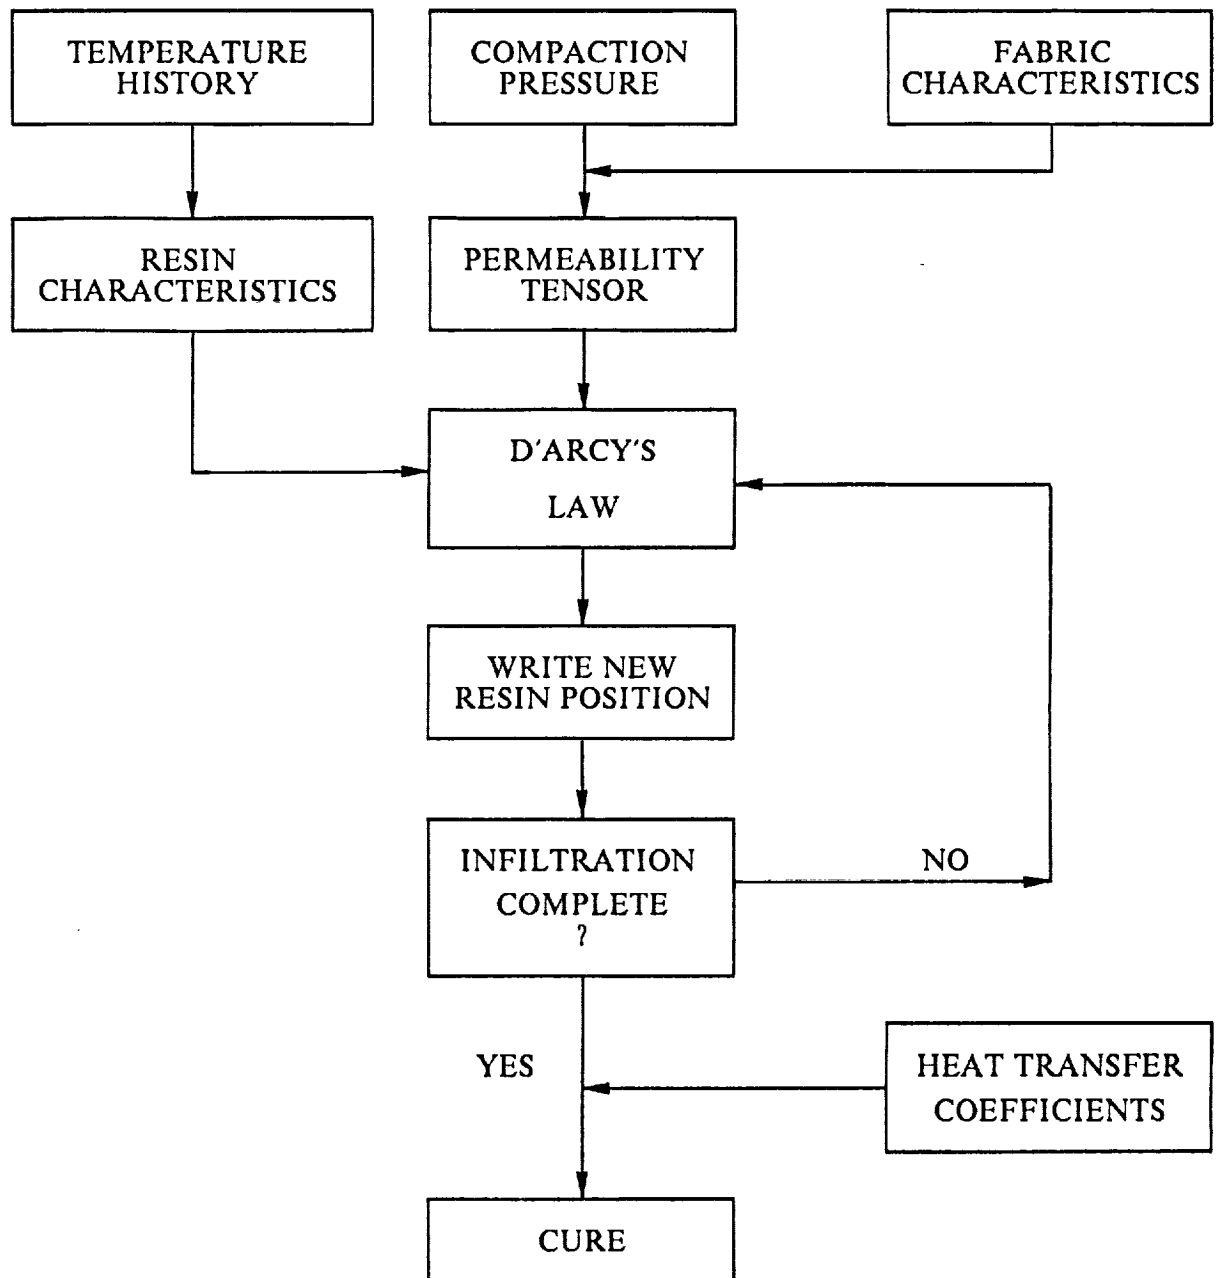 TEMPERATURE
HISTORY
COMPACTION
PRESSURE
FABRIC
CHARACTERISTICS
RESIN
CHARACTERISTICS
PERMEABILITY
TENSOR
D'ARCY'S
LAW
WRITE NEW
RESIN POSITION
INFILTRATION
COMPLETE
?
NO
YES
HEAT TRANSFER
COEFFICIENTS
CURE